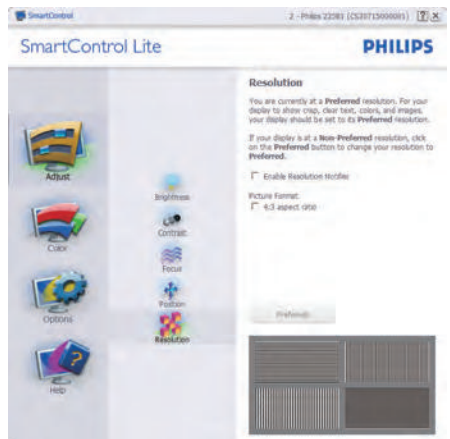 SmartControl
2 - Philips 221B3 (CS20715000001)
? X
SmartControl Lite
PHILIPS
Resolution
You are currently at a Preferred resolution. For your
display to show crisp, clear text, colors, and images,
your display should be set to its Preferred resolution.
If your display is at a Non-Preferred resolution, click
on the Preferred button to change your resolution to
Preferred.
Enable Resolution Notifier
Picture Format:
4:3 aspect ratio
Preferred
Adjust
Color
Options
Help
?
Brightness
Contrast
Focus
Position
Resolution